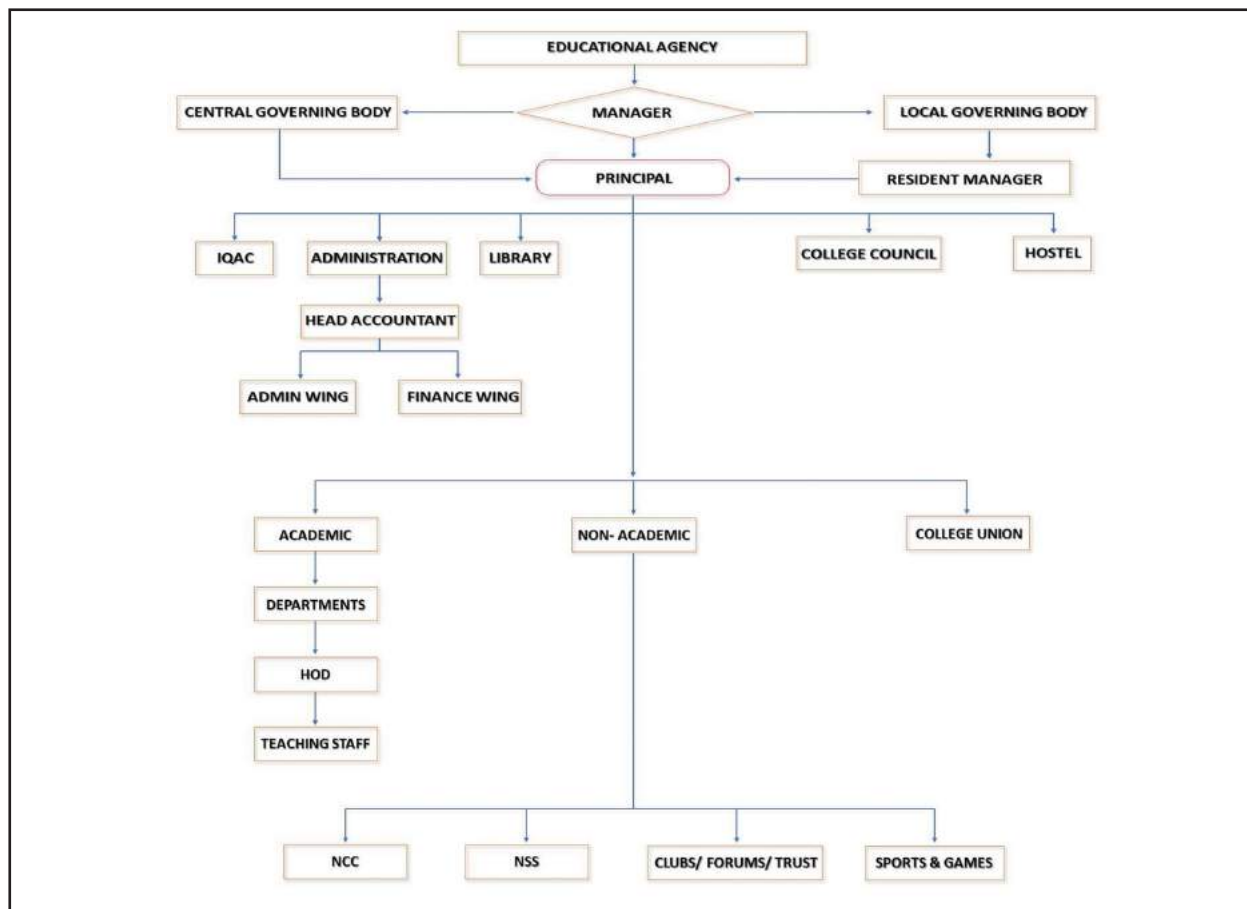 EDUCATIONAL AGENCY
CENTRAL GOVERNING BODY
MANAGER
LOCAL GOVERNING BODY
PRINCIPAL
RESIDENT MANAGER
IQAC
ADMINISTRATION
LIBRARY
COLLEGE COUNCIL
HOSTEL
HEAD ACCOUNTANT
ADMIN WING
FINANCE WING
ACADEMIC
NON- ACADEMIC
COLLEGE UNION
DEPARTMENTS
HOD
TEACHING STAFF
NCC
NSS
CLUBS/ FORUMS/ TRUST
SPORTS & GAMES